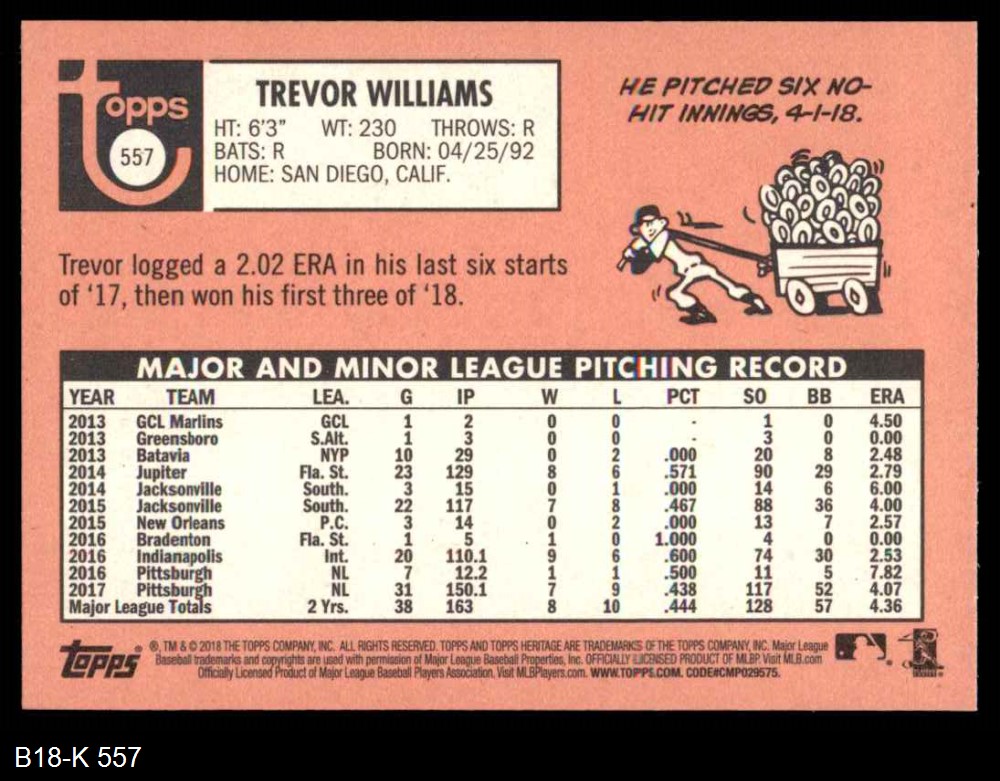 topps
557
TREVOR WILLIAMS
HT: 6'3" WT: 230 THROWS: R
BATS: R BORN: 04/25/92
HOME: SAN DIEGO, CALIF.
HE PITCHED SIX NO-
HIT INNINGS, 4-1-18.
Trevor logged a 2.02 ERA in his last six starts
of '17, then won his first three of '18.
MAJOR AND MINOR LEAGUE PITCHING RECORD
YEAR TEAM LEA. G IP W L PCT SO BB ERA
2013 GCL Marlins GCL 1 2 0 0 - 1 0 4.50
2013 Greensboro S.Alt. 1 3 0 0 - 3 0 0.00
2013 Batavia NYP 10 29 0 2 .000 20 8 2.48
2014 Jupiter Fla. St. 23 129 8 6 .571 90 29 2.79
2014 Jacksonville South. 3 15 0 1 .000 14 6 6.00
2015 Jacksonville South. 22 117 7 8 .467 88 36 4.00
2015 New Orleans P.C. 3 14 0 2 .000 13 7 2.57
2016 Bradenton Fla. St. 1 5 1 0 1.000 4 0 0.00
2016 Indianapolis Int. 20 110.1 9 6 .600 74 30 2.53
2016 Pittsburgh NL 7 12.2 1 1 .500 11 5 7.82
2017 Pittsburgh NL 31 150.1 7 9 .438 117 52 4.07
Major League Totals 2 Yrs. 38 163 8 10 .444 128 57 4.36
topps ®, TM & © 2018 THE TOPPS COMPANY, INC. ALL RIGHTS RESERVED. TOPPS AND TOPPS HERITAGE ARE TRADEMARKS OF THE TOPPS COMPANY, INC. Major League
Baseball trademarks and copyrights are used with permission of Major League Baseball Properties, Inc. OFFICIALLY LICENSED PRODUCT OF MLBP. Visit MLB.com
Officially Licensed Product of Major League Baseball Players Association, Visit MLBPlayers.com. WWW.TOPPS.COM. CODE#CMP029575.
B18-K 557